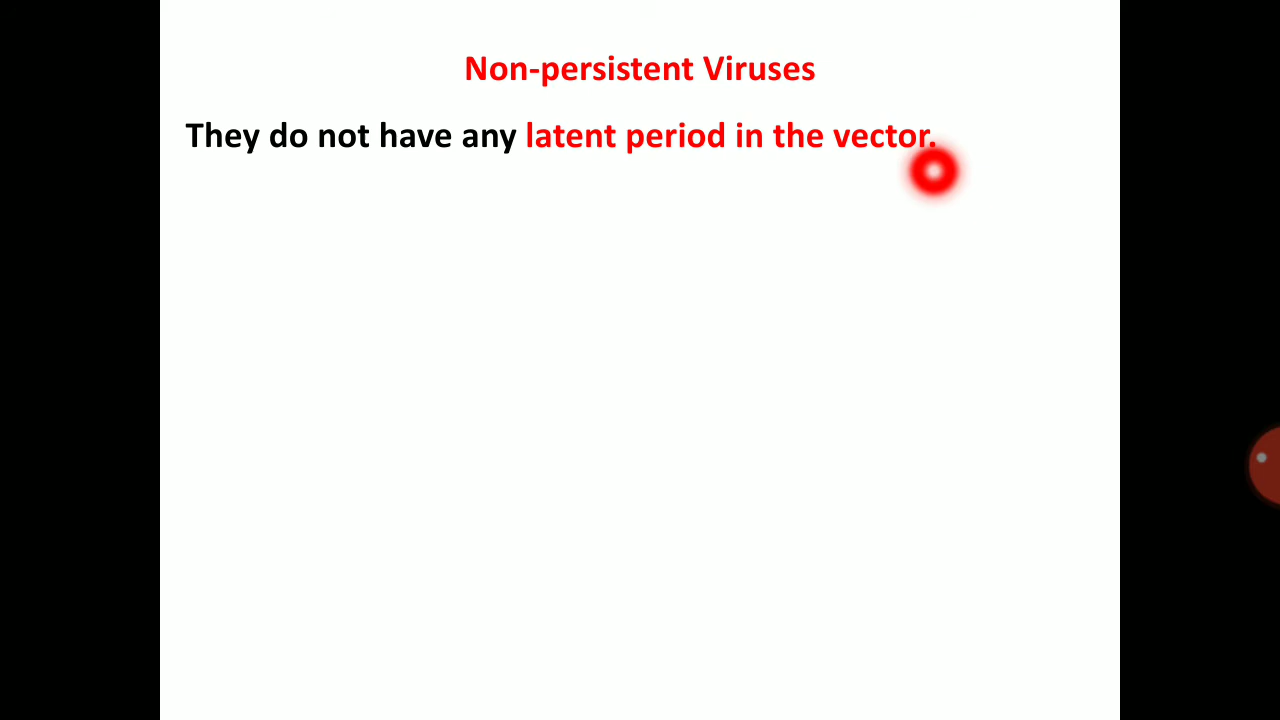 Non-persistent Viruses
They do not have any latent period in the vector.